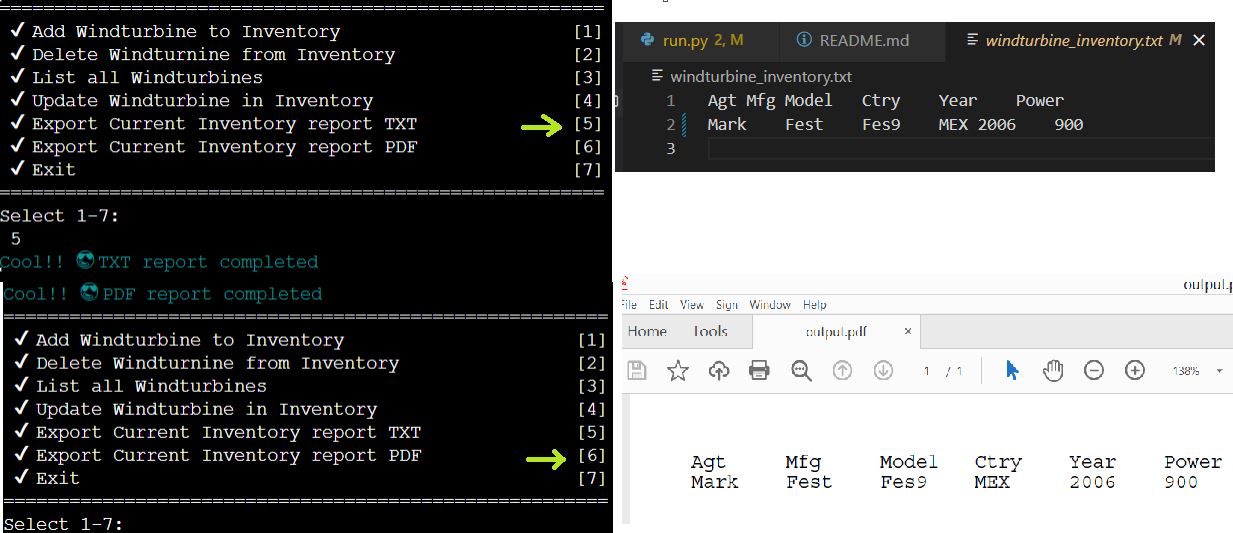 ✓ Add Windturbine to Inventory [1]
✓ Delete Windturnine from Inventory [2]
✓ List all Windturbines [3]
✓ Update Windturbine in Inventory [4]
✓ Export Current Inventory report TXT [5]
✓ Export Current Inventory report PDF [6]
✓ Exit [7]
Select 1-7:
5
Cool!! 😎 TXT report completed
Cool!! 😎 PDF report completed
✓ Add Windturbine to Inventory [1]
✓ Delete Windturnine from Inventory [2]
✓ List all Windturbines [3]
✓ Update Windturbine in Inventory [4]
✓ Export Current Inventory report TXT [5]
✓ Export Current Inventory report PDF [6]
✓ Exit [7]
Select 1-7:
run.py 2, M README.md windturbine_inventory.txt M ✕
windturbine_inventory.txt
1 Agt Mfg Model Ctry Year Power
2 Mark Fest Fes9 MEX 2006 900
3
output.p
File Edit View Sign Window Help
Home Tools output.pdf ×
1 / 1 138%
Agt Mfg Model Ctry Year Power
Mark Fest Fes9 MEX 2006 900